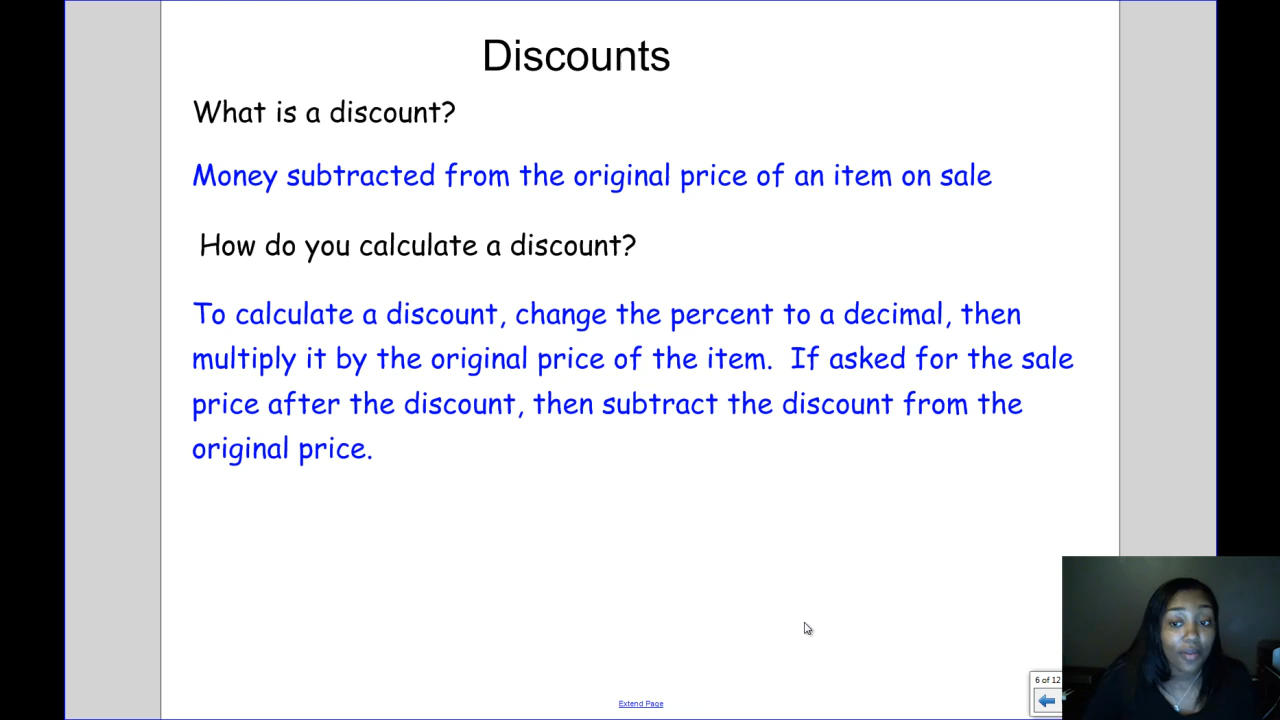 Discounts
What is a discount?
Money subtracted from the original price of an item on sale
How do you calculate a discount?
To calculate a discount, change the percent to a decimal, then
multiply it by the original price of the item.  If asked for the sale
price after the discount, then subtract the discount from the
original price.
6 of 12
Extend Page